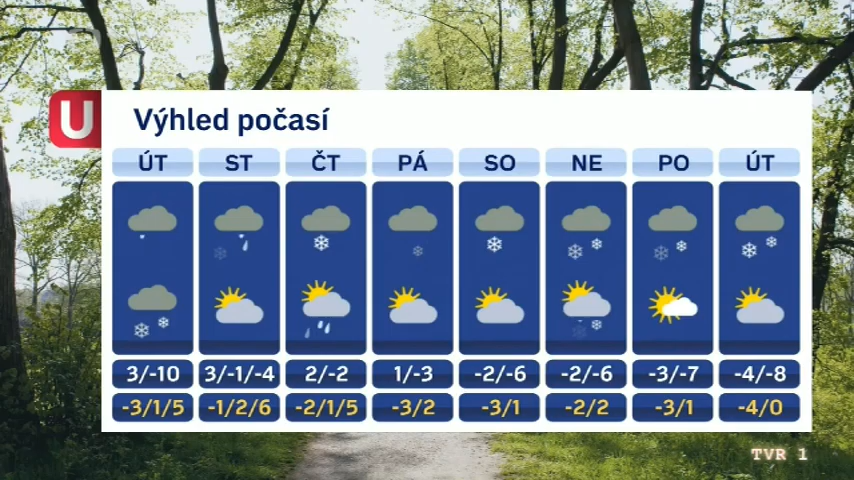 U
Výhled počasí
ÚT ST ČT PÁ SO NE PO ÚT
3/-10 3/-1/-4 2/-2 1/-3 -2/-6 -2/-6 -3/-7 -4/-8
-3/1/5 -1/2/6 -2/1/5 -3/2 -3/1 -2/2 -3/1 -4/0
TVR 1